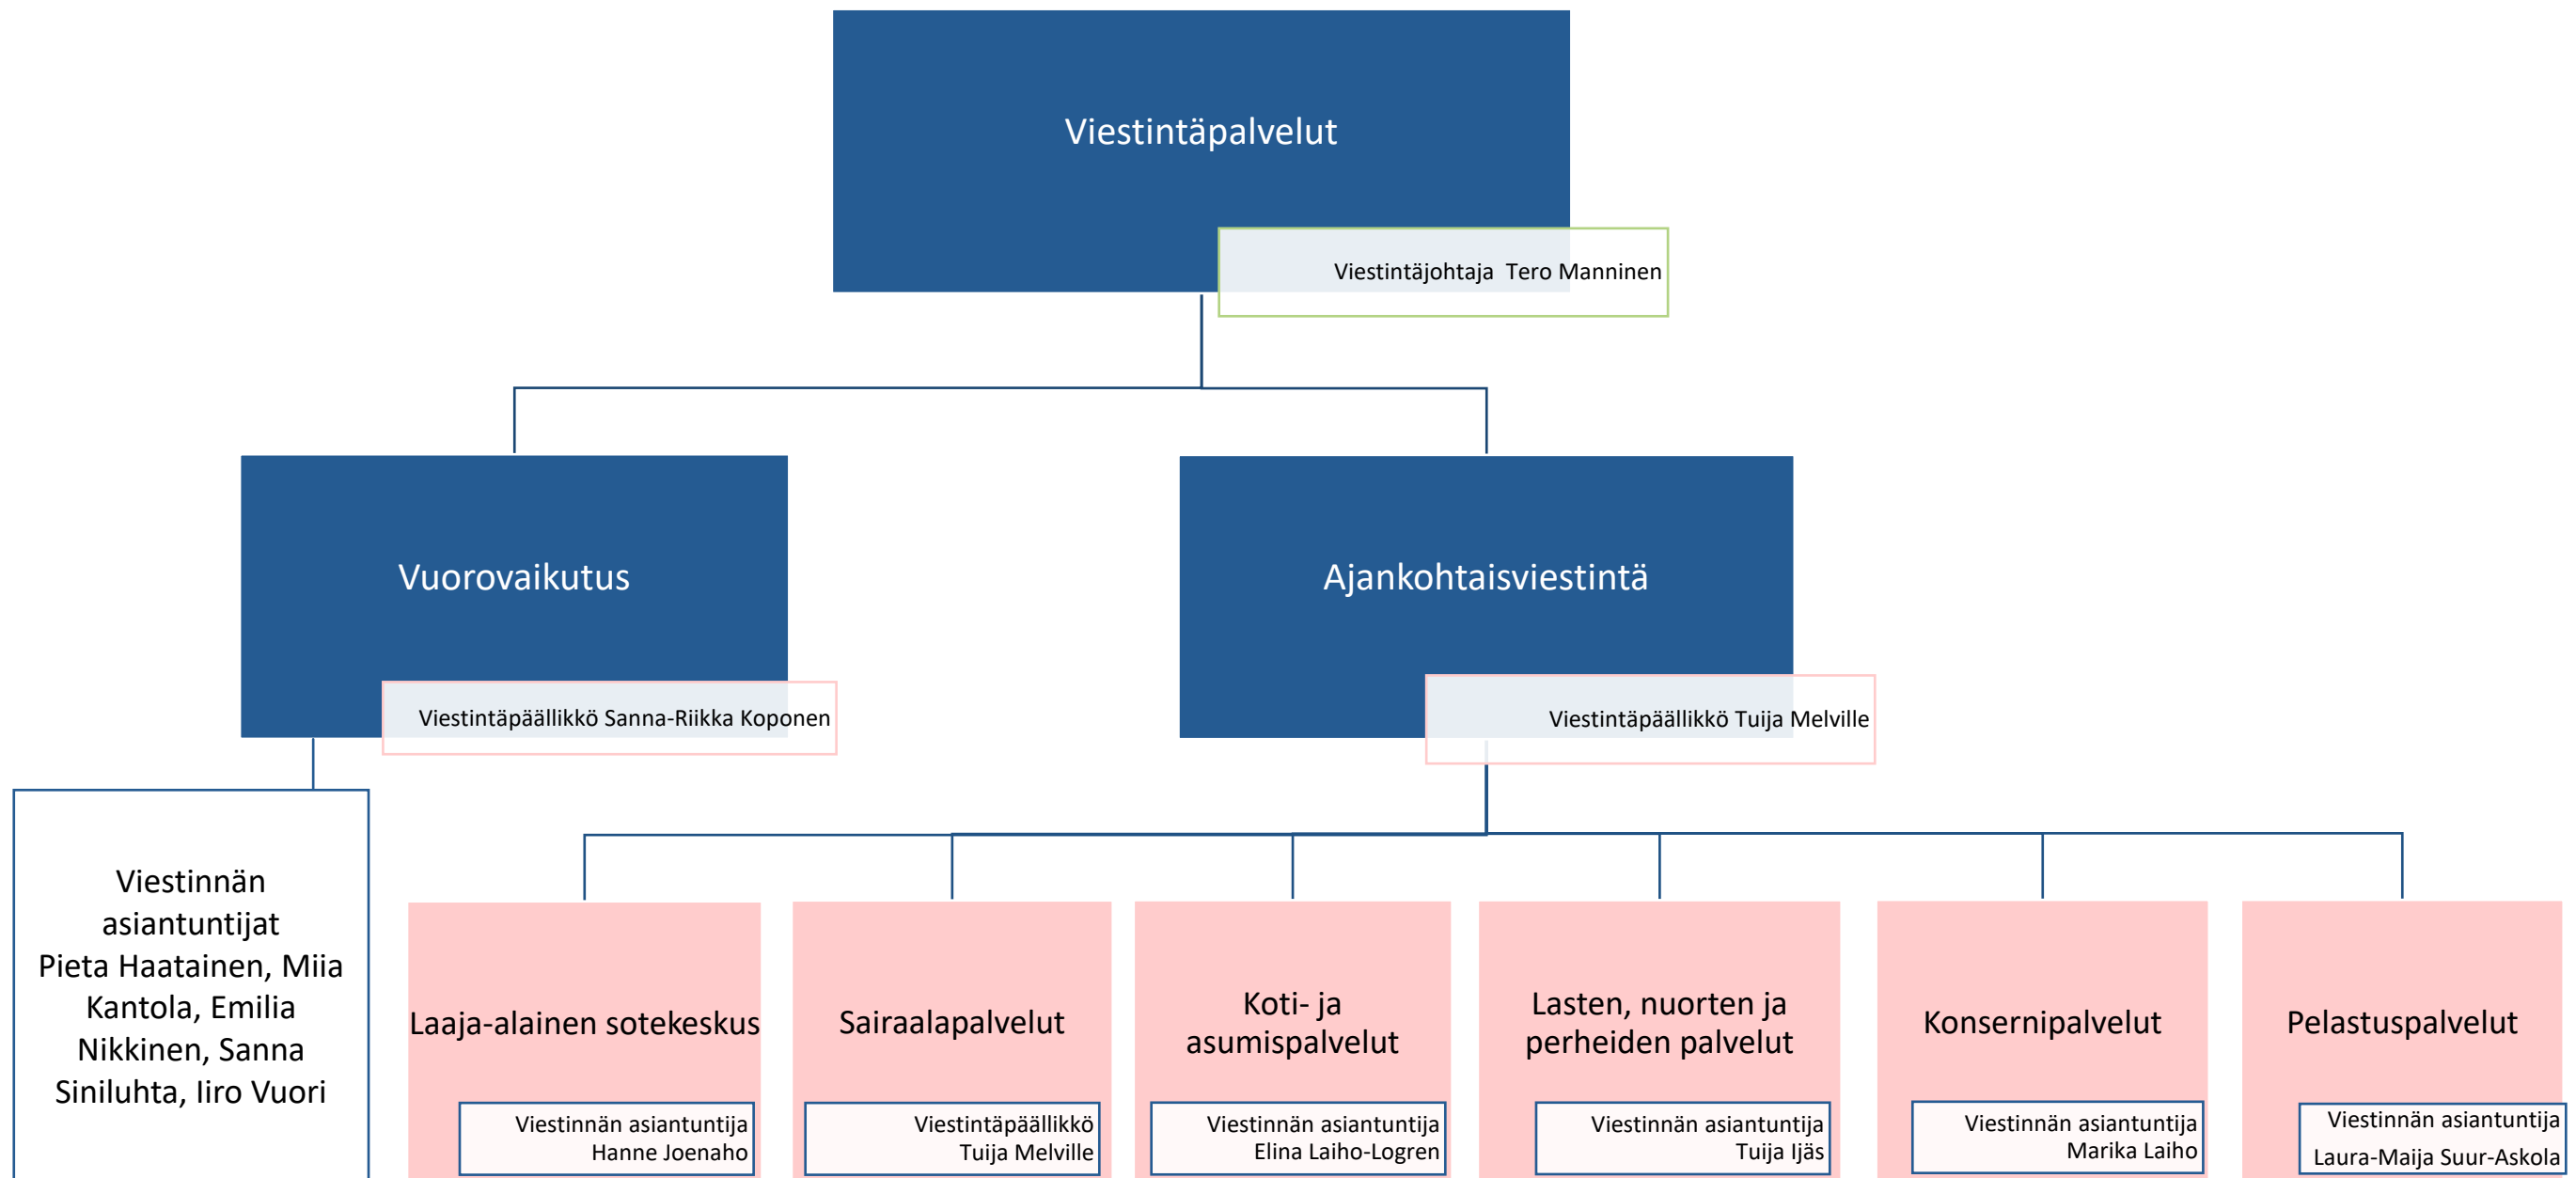 Viestintäpalvelut
Viestintäjohtaja  Tero Manninen
Vuorovaikutus
Viestintäpäällikkö Sanna-Riikka Koponen
Ajankohtaisviestintä
Viestintäpäällikkö Tuija Melville
Viestinnän
asiantuntijat
Pieta Haatainen, Miia
Kantola, Emilia
Nikkinen, Sanna
Siniluhta, Iiro Vuori
Laaja-alainen sotekeskus
Viestinnän asiantuntija
Hanne Joenaho
Sairaalapalvelut
Viestintäpäällikkö
Tuija Melville
Koti- ja
asumispalvelut
Viestinnän asiantuntija
Elina Laiho-Logren
Lasten, nuorten ja
perheiden palvelut
Viestinnän asiantuntija
Tuija Ijäs
Konsernipalvelut
Viestinnän asiantuntija
Marika Laiho
Pelastuspalvelut
Viestinnän asiantuntija
Laura-Maija Suur-Askola